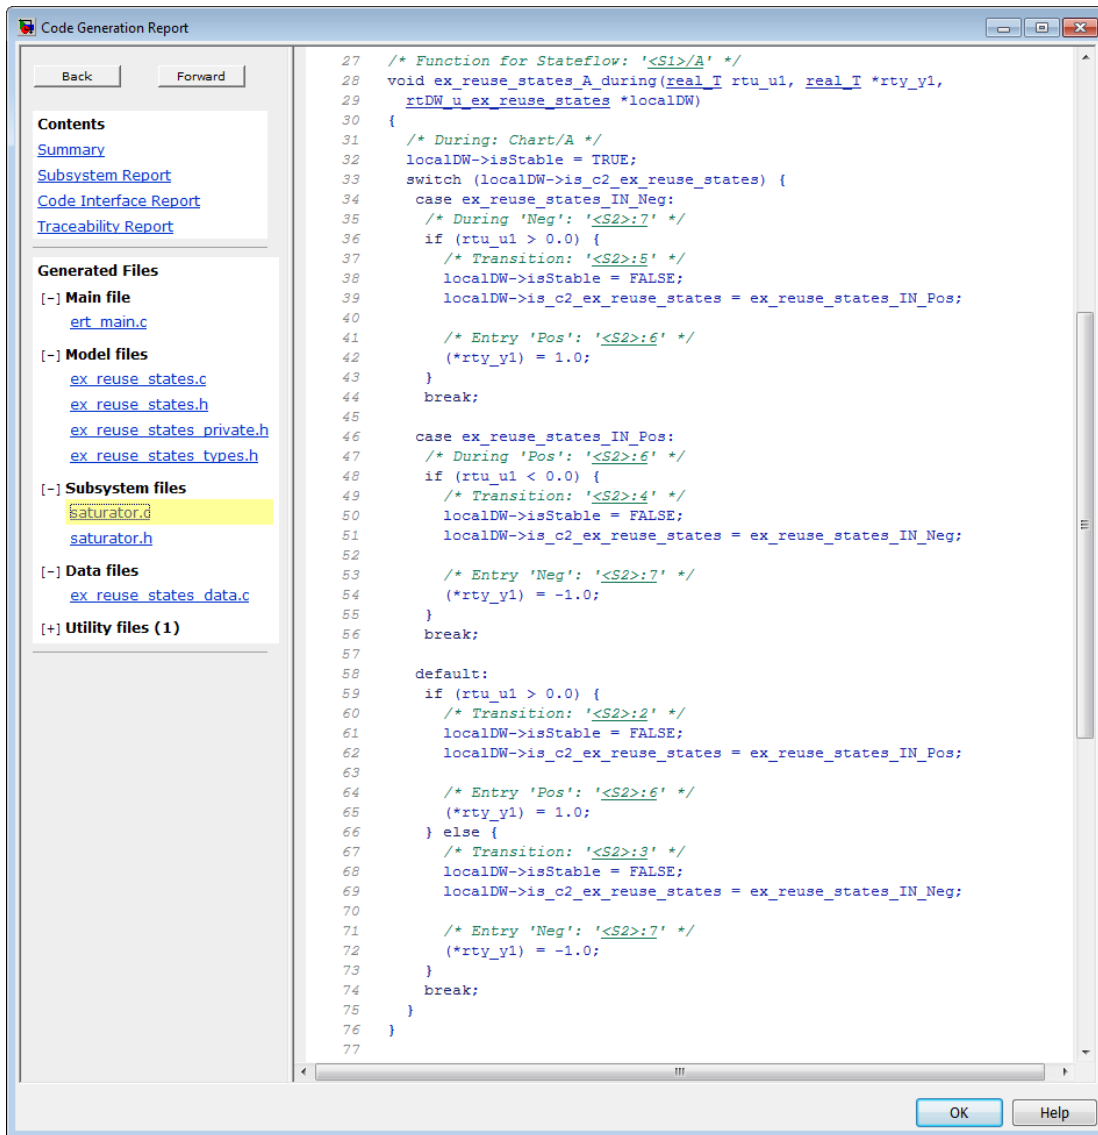 Code Generation Report
Back
Forward
Contents
Summary
Subsystem Report
Code Interface Report
Traceability Report
Generated Files
[-] Main file
ert_main.c
[-] Model files
ex_reuse_states.c
ex_reuse_states.h
ex_reuse_states_private.h
ex_reuse_states_types.h
[-] Subsystem files
saturator.c
saturator.h
[-] Data files
ex_reuse_states_data.c
[+] Utility files (1)
27 /* Function for Stateflow: '<S1>/A' */
28 void ex_reuse_states_A_during(real_T rtu_u1, real_T *rty_y1,
29 rtDW_u_ex_reuse_states *localDW)
30 {
31 /* During: Chart/A */
32 localDW->isStable = TRUE;
33 switch (localDW->is_c2_ex_reuse_states) {
34 case ex_reuse_states_IN_Neg:
35 /* During 'Neg': '<S2>:7' */
36 if (rtu_u1 > 0.0) {
37 /* Transition: '<S2>:5' */
38 localDW->isStable = FALSE;
39 localDW->is_c2_ex_reuse_states = ex_reuse_states_IN_Pos;
40
41 /* Entry 'Pos': '<S2>:6' */
42 (*rty_y1) = 1.0;
43 }
44 break;
45
46 case ex_reuse_states_IN_Pos:
47 /* During 'Pos': '<S2>:6' */
48 if (rtu_u1 < 0.0) {
49 /* Transition: '<S2>:4' */
50 localDW->isStable = FALSE;
51 localDW->is_c2_ex_reuse_states = ex_reuse_states_IN_Neg;
52
53 /* Entry 'Neg': '<S2>:7' */
54 (*rty_y1) = -1.0;
55 }
56 break;
57
58 default:
59 if (rtu_u1 > 0.0) {
60 /* Transition: '<S2>:2' */
61 localDW->isStable = FALSE;
62 localDW->is_c2_ex_reuse_states = ex_reuse_states_IN_Pos;
63
64 /* Entry 'Pos': '<S2>:6' */
65 (*rty_y1) = 1.0;
66 } else {
67 /* Transition: '<S2>:3' */
68 localDW->isStable = FALSE;
69 localDW->is_c2_ex_reuse_states = ex_reuse_states_IN_Neg;
70
71 /* Entry 'Neg': '<S2>:7' */
72 (*rty_y1) = -1.0;
73 }
74 break;
75 }
76 }
77
OK
Help